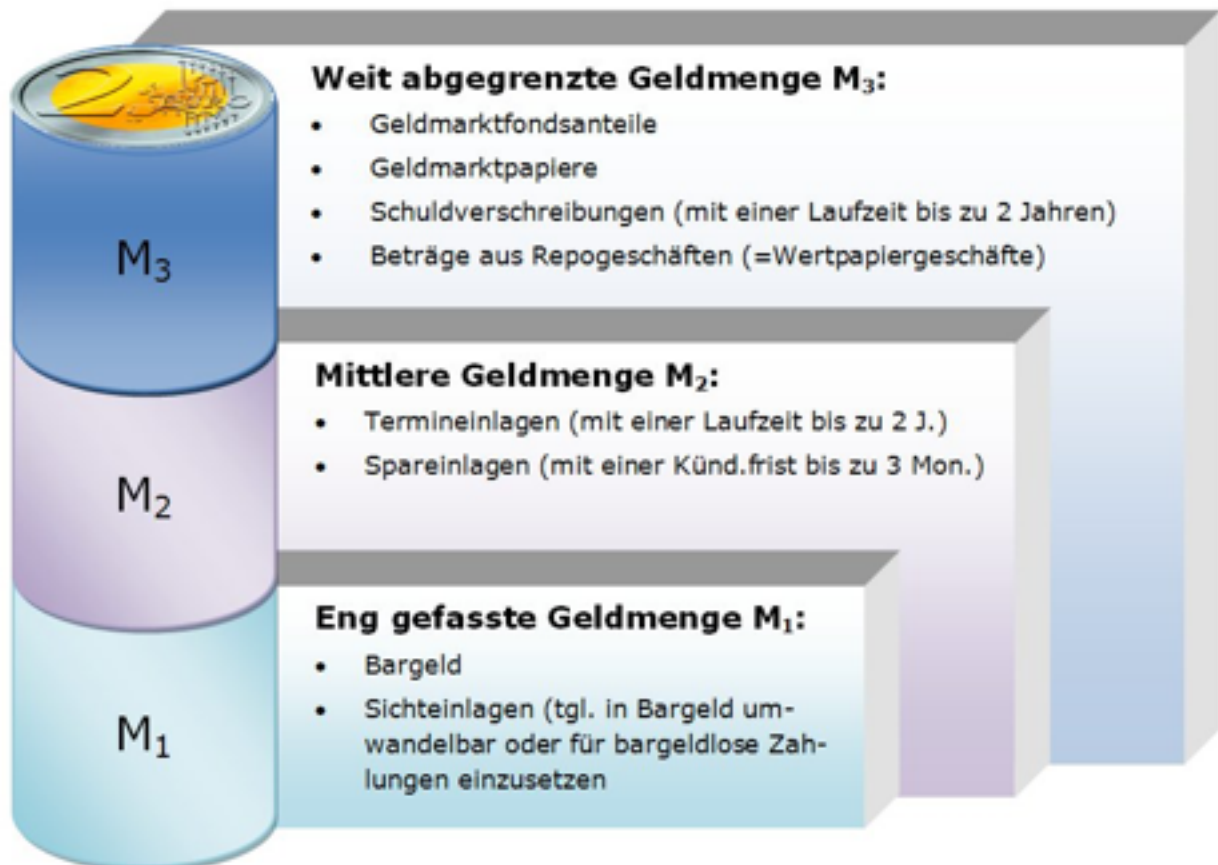 Weit abgegrenzte Geldmenge M₃:
• Geldmarktfondsanteile
• Geldmarktpapiere
• Schuldverschreibungen (mit einer Laufzeit bis zu 2 Jahren)
• Beträge aus Repogeschäften (=Wertpapiergeschäfte)
M₃
Mittlere Geldmenge M₂:
• Termineinlagen (mit einer Laufzeit bis zu 2 J.)
• Spareinlagen (mit einer Künd.frist bis zu 3 Mon.)
M₂
Eng gefasste Geldmenge M₁:
• Bargeld
• Sichteinlagen (tgl. in Bargeld um-
wandelbar oder für bargeldlose Zah-
lungen einzusetzen
M₁
2